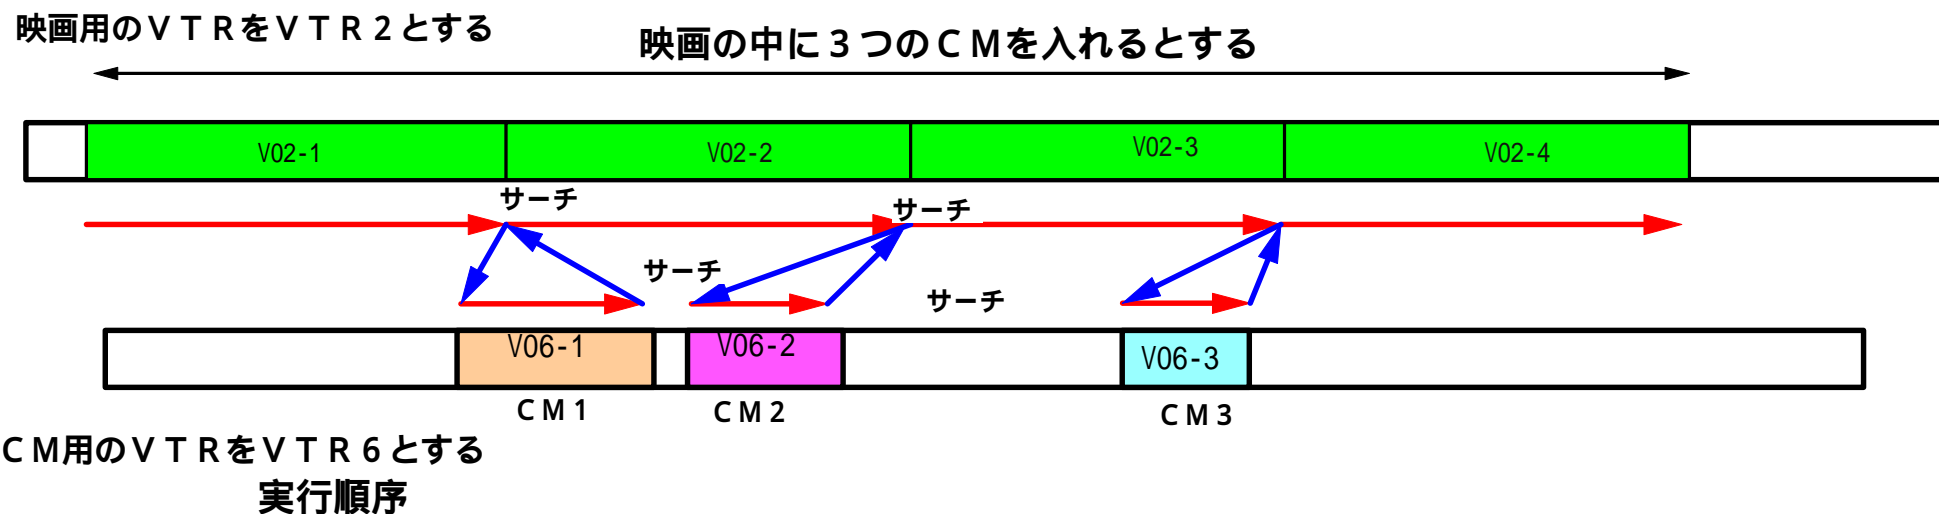 映画用のＶＴＲをＶＴＲ２とする
映画の中に３つのＣＭを入れるとする
V02-1
V02-2
V02-3
V02-4
サーチ
サーチ
サーチ
サーチ
V06-1
V06-2
V06-3
ＣＭ１
ＣＭ２
ＣＭ３
ＣＭ用のＶＴＲをＶＴＲ６とする
実行順序